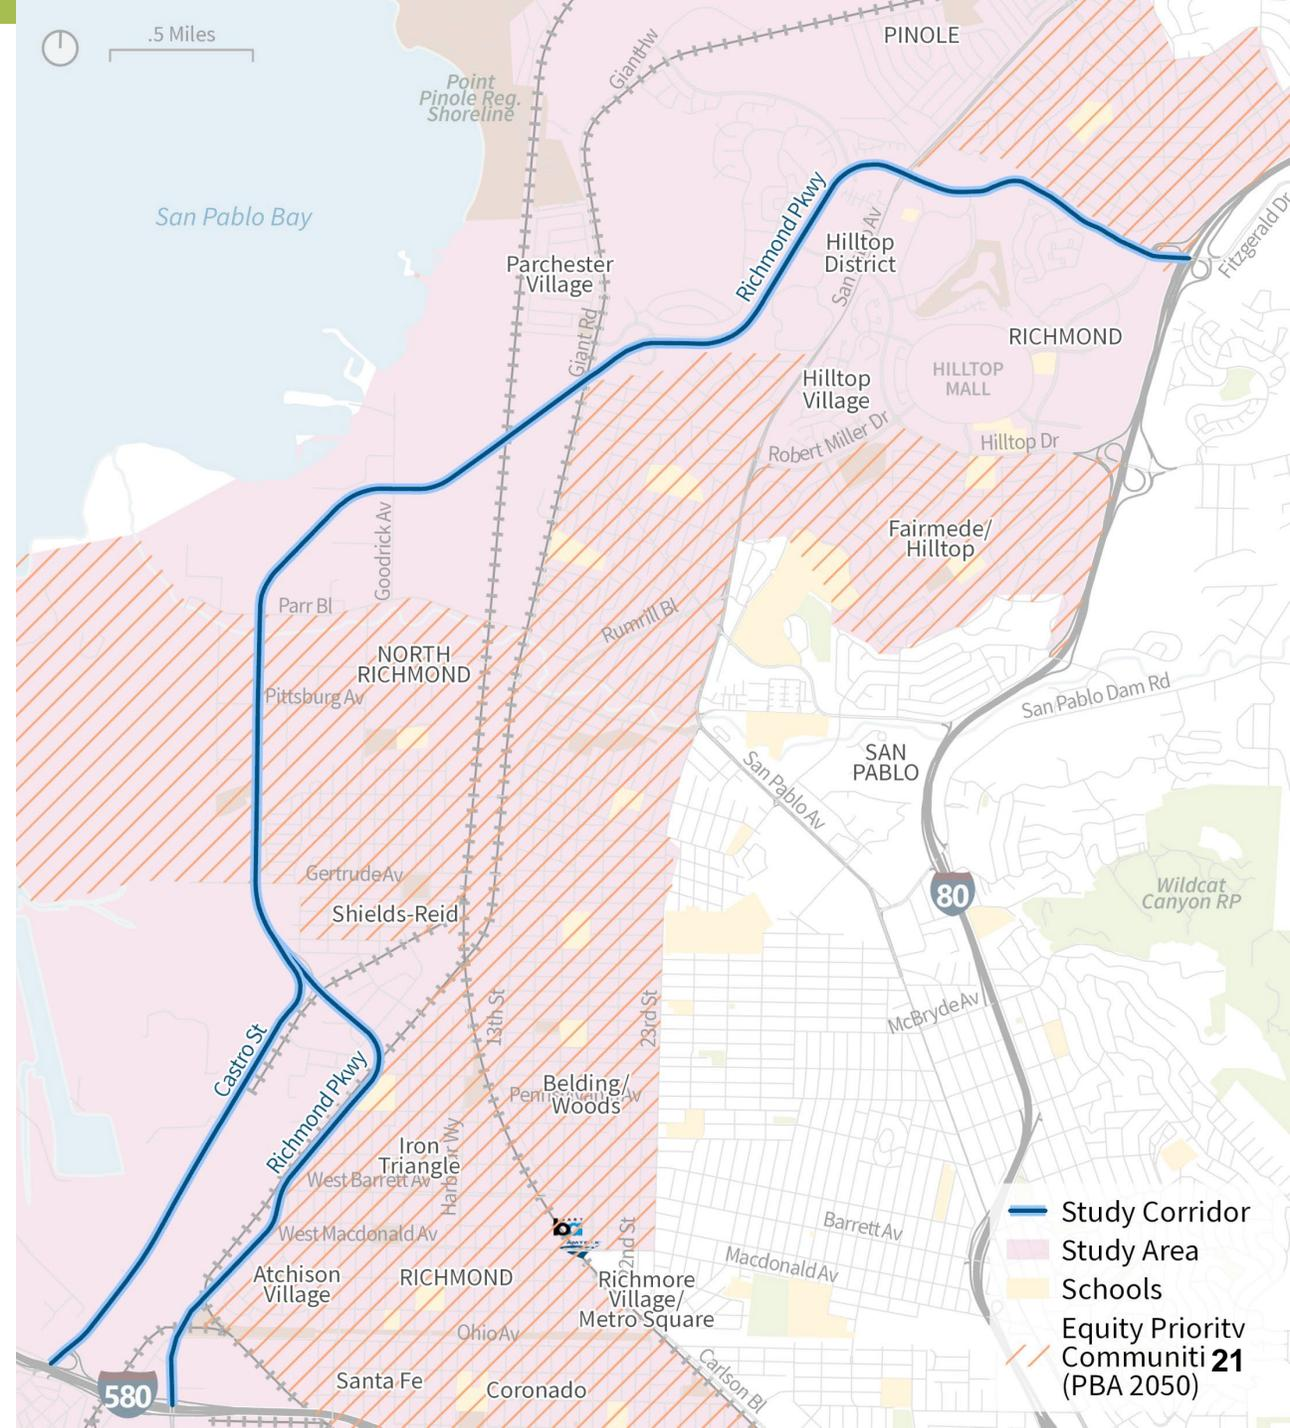 .5 Miles
PINOLE
Giant Hw
Point
Pinole Reg.
Shoreline
San Pablo Bay
Richmond Pkwy
San Pablo Av
Fitzgerald Dr
Parchester
Village
Hilltop
District
Giant Rd
RICHMOND
HILLTOP
MALL
Hilltop
Village
Robert Miller Dr
Hilltop Dr
Goodrick Av
Fairmede/
Hilltop
Parr Bl
Rumrill Bl
NORTH
RICHMOND
Pittsburg Av
San Pablo Dam Rd
SAN
PABLO
San Pablo Av
Gertrude Av
80
Wildcat
Canyon RP
Shields-Reid
13th St
23rd St
McBryde Av
Castro St
Richmond Pkwy
Belding/
Woods
Iron
Triangle
West Barrett Av
West Macdonald Av
22nd St
Barrett Av
Macdonald Av
Atchison
Village
RICHMOND
Richmore
Village/
Metro Square
Ohio Av
Carlson Bl
580
Santa Fe
Coronado
Study Corridor
Study Area
Schools
Equity Priority
Communiti 21
(PBA 2050)